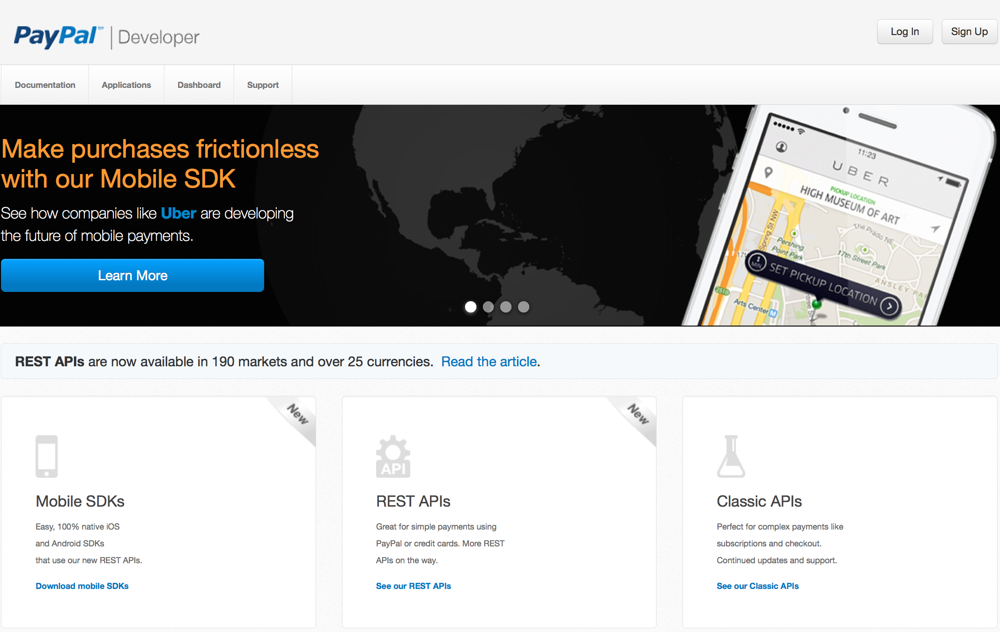 PayPal™ | Developer
Log In
Sign Up
Documentation
Applications
Dashboard
Support
Make purchases frictionless
with our Mobile SDK
See how companies like Uber are developing
the future of mobile payments.
Learn More
11:23
UBER
PICKUP LOCATION
HIGH MUSEUM OF ART
The Prado NE
Spring St NW
Pershing
Point Park
17th Street Park
17t
1
MIN
SET PICKUP LOCATION
ANSLEY PA
2518
Arts Center M
REST APIs are now available in 190 markets and over 25 currencies. Read the article.
New
Mobile SDKs
Easy, 100% native iOS
and Android SDKs
that use our new REST APIs.
Download mobile SDKs
New
API
REST APIs
Great for simple payments using
PayPal or credit cards. More REST
APIs on the way.
See our REST APIs
Classic APIs
Perfect for complex payments like
subscriptions and checkout.
Continued updates and support.
See our Classic APIs